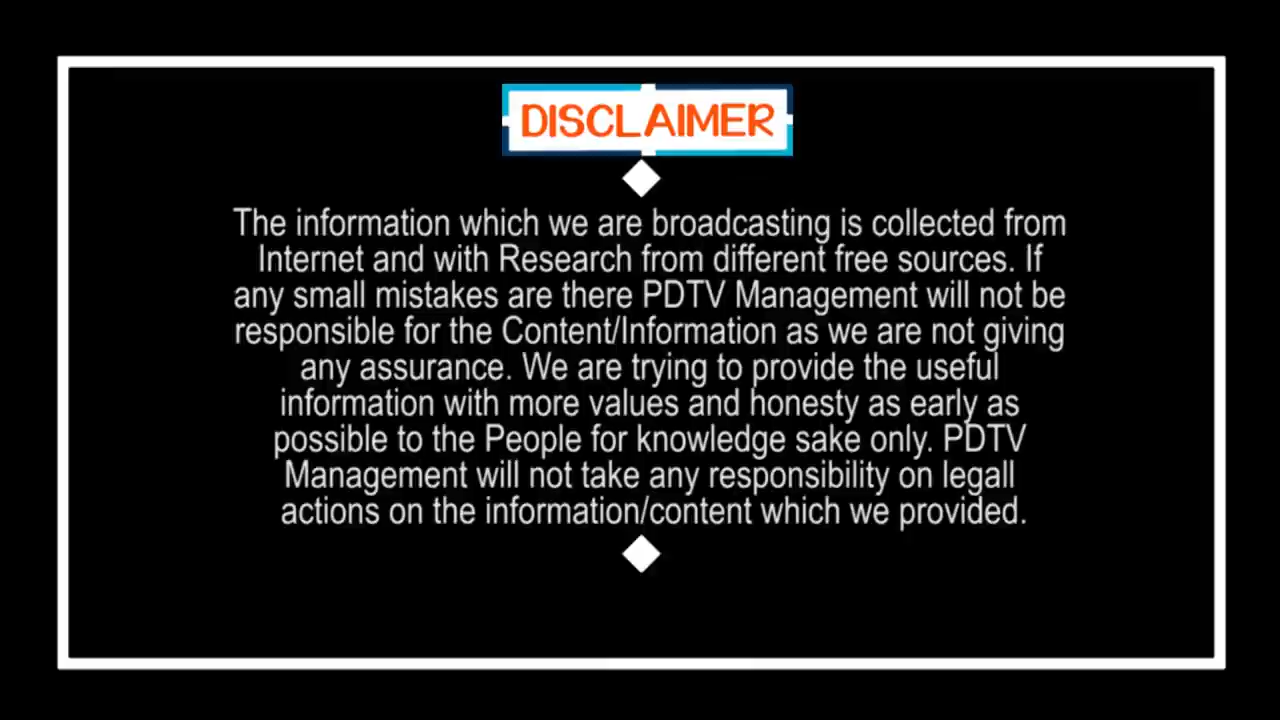 DISCLAIMER
The information which we are broadcasting is collected from
Internet and with Research from different free sources. If
any small mistakes are there PDTV Management will not be
responsible for the Content/Information as we are not giving
any assurance. We are trying to provide the useful
information with more values and honesty as early as
possible to the People for knowledge sake only. PDTV
Management will not take any responsibility on legall
actions on the information/content which we provided.